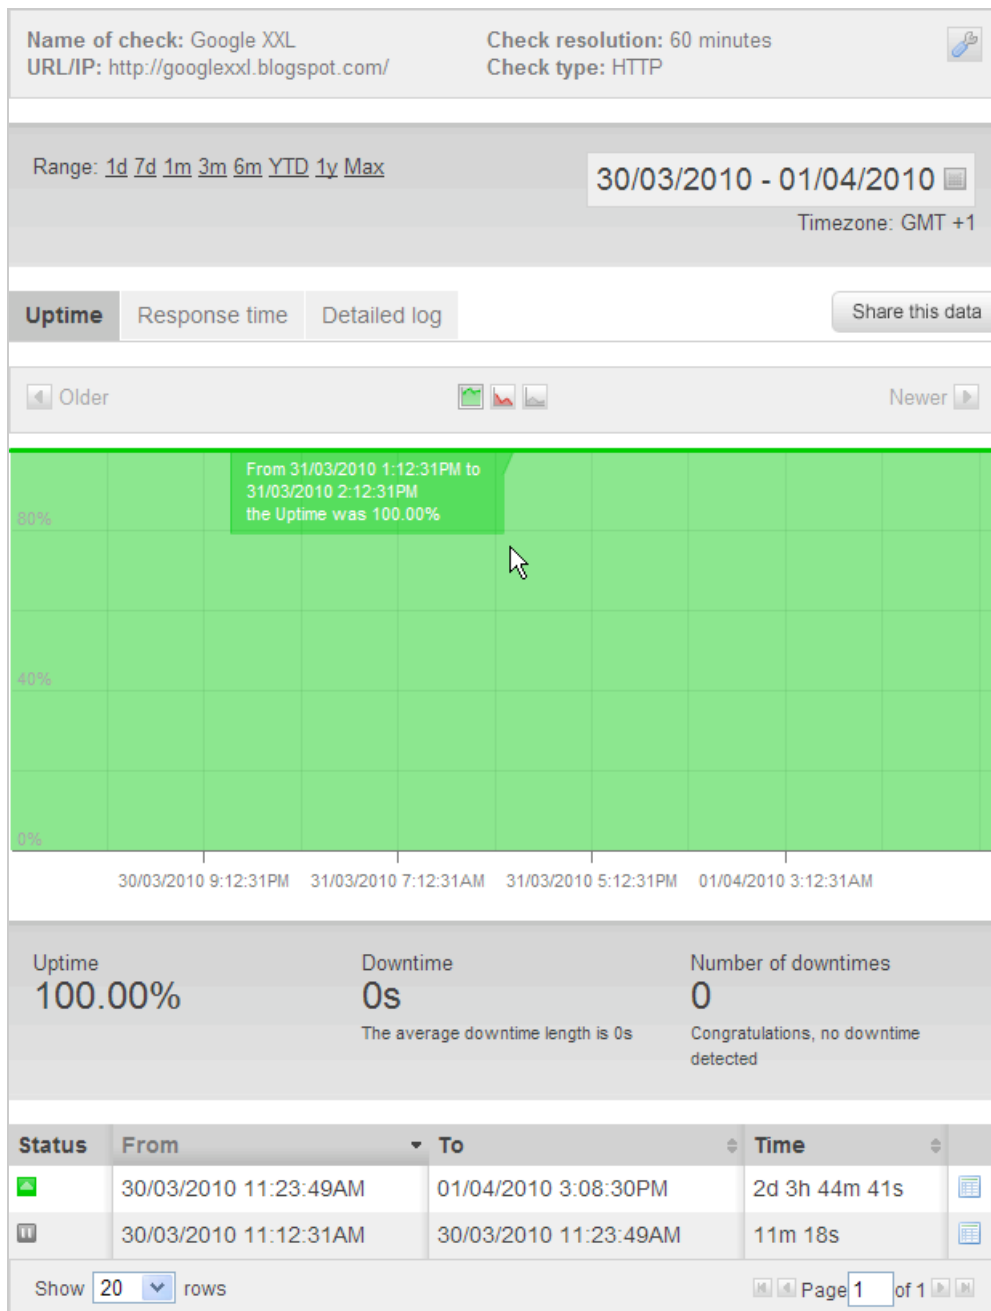 Name of check: Google XXL
Check resolution: 60 minutes
URL/IP: http://googlexxl.blogspot.com/
Check type: HTTP
Range: 1d 7d 1m 3m 6m YTD 1y Max
30/03/2010 - 01/04/2010
Timezone: GMT +1
Uptime
Response time
Detailed log
Share this data
Older
Newer
From 31/03/2010 1:12:31PM to
31/03/2010 2:12:31PM
the Uptime was 100.00%
80%
40%
0%
30/03/2010 9:12:31PM
31/03/2010 7:12:31AM
31/03/2010 5:12:31PM
01/04/2010 3:12:31AM
Uptime
100.00%
Downtime
0s
The average downtime length is 0s
Number of downtimes
0
Congratulations, no downtime
detected
Status From To Time
30/03/2010 11:23:49AM 01/04/2010 3:08:30PM 2d 3h 44m 41s
30/03/2010 11:12:31AM 30/03/2010 11:23:49AM 11m 18s
Show 20 rows
Page 1 of 1